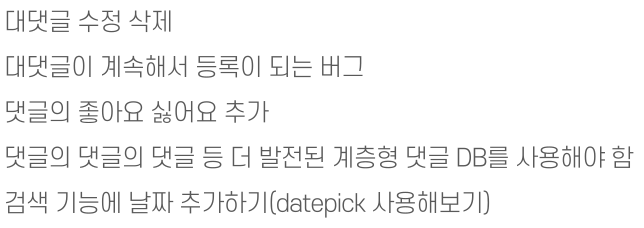 대댓글 수정 삭제
대댓글이 계속해서 등록이 되는 버그
댓글의 좋아요 싫어요 추가
댓글의 댓글의 댓글 등 더 발전된 계층형 댓글 DB를 사용해야 함
검색 기능에 날짜 추가하기(datepick 사용해보기)